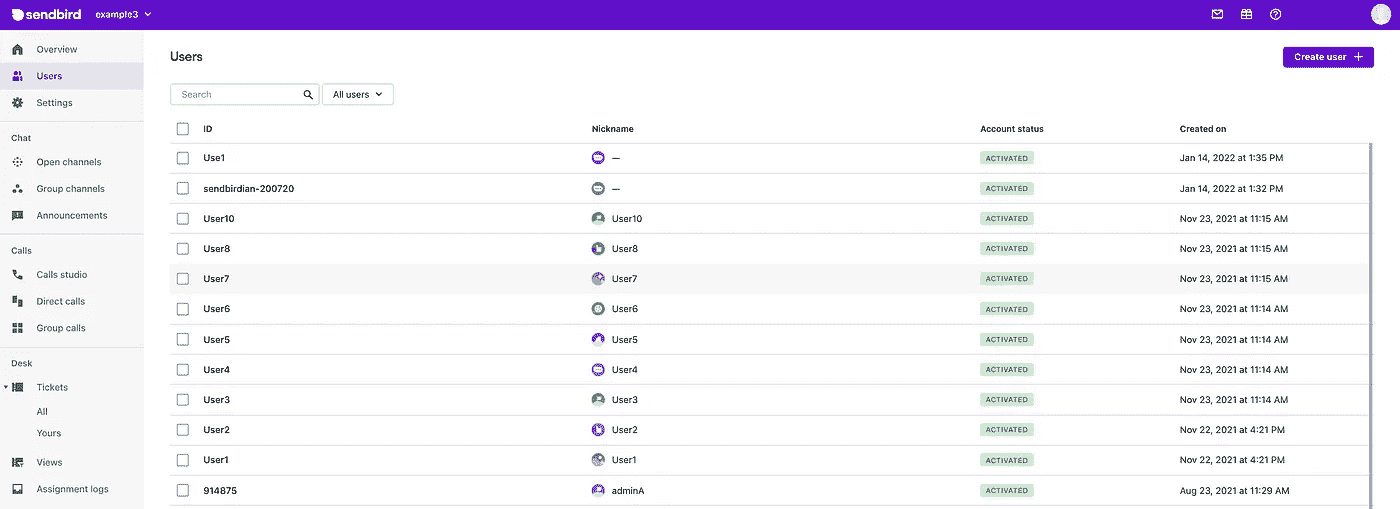 sendbird example3
Overview
Users
Settings
Chat
Open channels
Group channels
Announcements
Calls
Calls studio
Direct calls
Group calls
Desk
Tickets
All
Yours
Views
Assignment logs
Users
Create user +
Search All users
ID Nickname Account status Created on
Use1 — ACTIVATED Jan 14, 2022 at 1:35 PM
sendbirdian-200720 — ACTIVATED Jan 14, 2022 at 1:32 PM
User10 User10 ACTIVATED Nov 23, 2021 at 11:15 AM
User8 User8 ACTIVATED Nov 23, 2021 at 11:15 AM
User7 User7 ACTIVATED Nov 23, 2021 at 11:15 AM
User6 User6 ACTIVATED Nov 23, 2021 at 11:14 AM
User5 User5 ACTIVATED Nov 23, 2021 at 11:14 AM
User4 User4 ACTIVATED Nov 23, 2021 at 11:14 AM
User3 User3 ACTIVATED Nov 23, 2021 at 11:14 AM
User2 User2 ACTIVATED Nov 22, 2021 at 4:21 PM
User1 User1 ACTIVATED Nov 22, 2021 at 4:21 PM
914875 adminA ACTIVATED Aug 23, 2021 at 11:29 AM